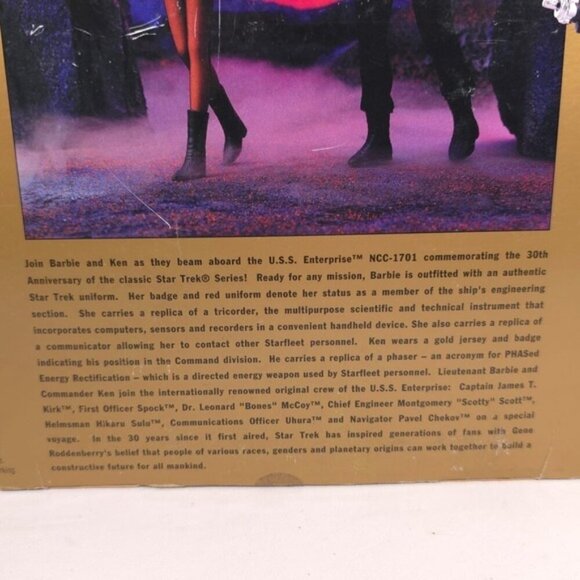 Join Barbie and Ken as they beam aboard the U.S.S. Enterprise™ NCC-1701 commemorating the 30th
Anniversary of the classic Star Trek® Series! Ready for any mission, Barbie is outfitted with an authentic
Star Trek uniform. Her badge and red uniform denote her status as a member of the ship's engineering
section. She carries a replica of a tricorder, the multipurpose scientific and technical instrument that
incorporates computers, sensors and recorders in a convenient handheld device. She also carries a replica of
a communicator allowing her to contact other Starfleet personnel. Ken wears a gold jersey and badge
indicating his position in the Command division. He carries a replica of a phaser – an acronym for PHASed
Energy Rectification – which is a directed energy weapon used by Starfleet personnel. Lieutenant Barbie and
Commander Ken join the internationally renowned original crew of the U.S.S. Enterprise: Captain James T.
Kirk™, First Officer Spock™, Dr. Leonard "Bones" McCoy™, Chief Engineer Montgomery "Scotty" Scott™,
Helmsman Hikaru Sulu™, Communications Officer Uhura™ and Navigator Pavel Chekov™ on a special
voyage. In the 30 years since it first aired, Star Trek has inspired generations of fans with Gene
Roddenberry's belief that people of various races, genders and planetary origins can work together to build a
constructive future for all mankind.